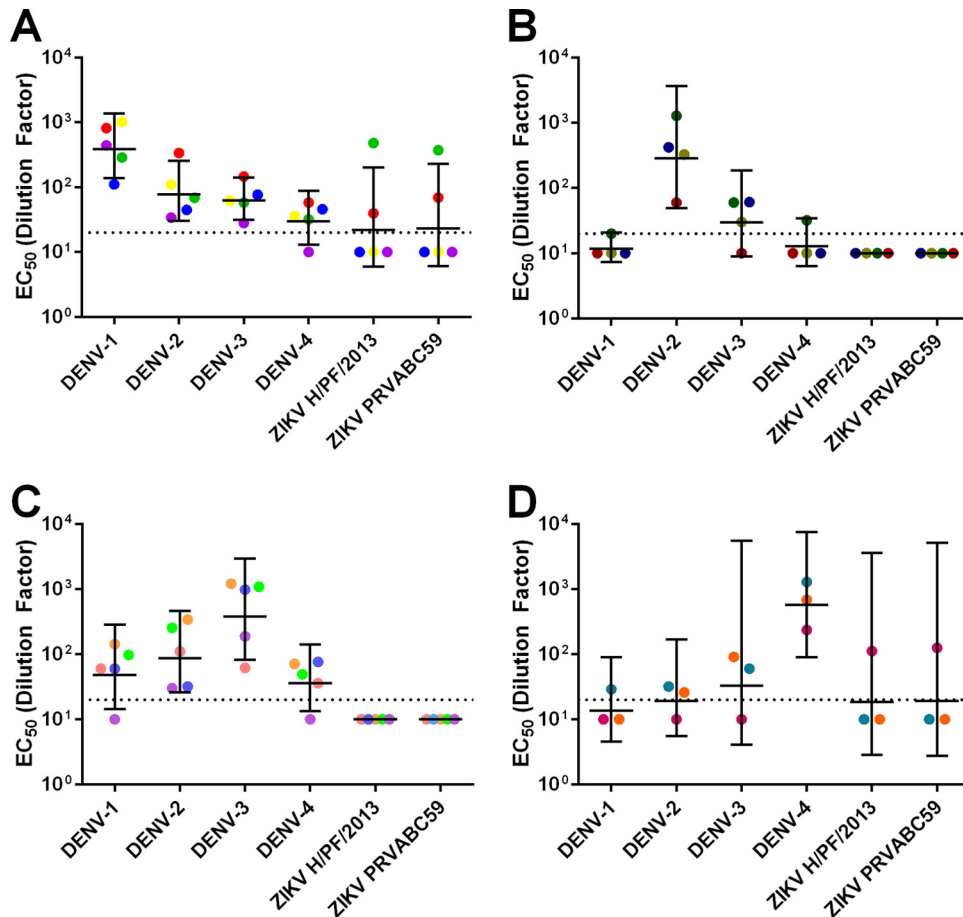 A
EC50 (Dilution Factor)
10^4
10^3
10^2
10^1
10^0
DENV-1
DENV-2
DENV-3
DENV-4
ZIKV H/PF/2013
ZIKV PRVABC59
B
EC50 (Dilution Factor)
10^4
10^3
10^2
10^1
10^0
DENV-1
DENV-2
DENV-3
DENV-4
ZIKV H/PF/2013
ZIKV PRVABC59
C
EC50 (Dilution Factor)
10^4
10^3
10^2
10^1
10^0
DENV-1
DENV-2
DENV-3
DENV-4
ZIKV H/PF/2013
ZIKV PRVABC59
D
EC50 (Dilution Factor)
10^4
10^3
10^2
10^1
10^0
DENV-1
DENV-2
DENV-3
DENV-4
ZIKV H/PF/2013
ZIKV PRVABC59